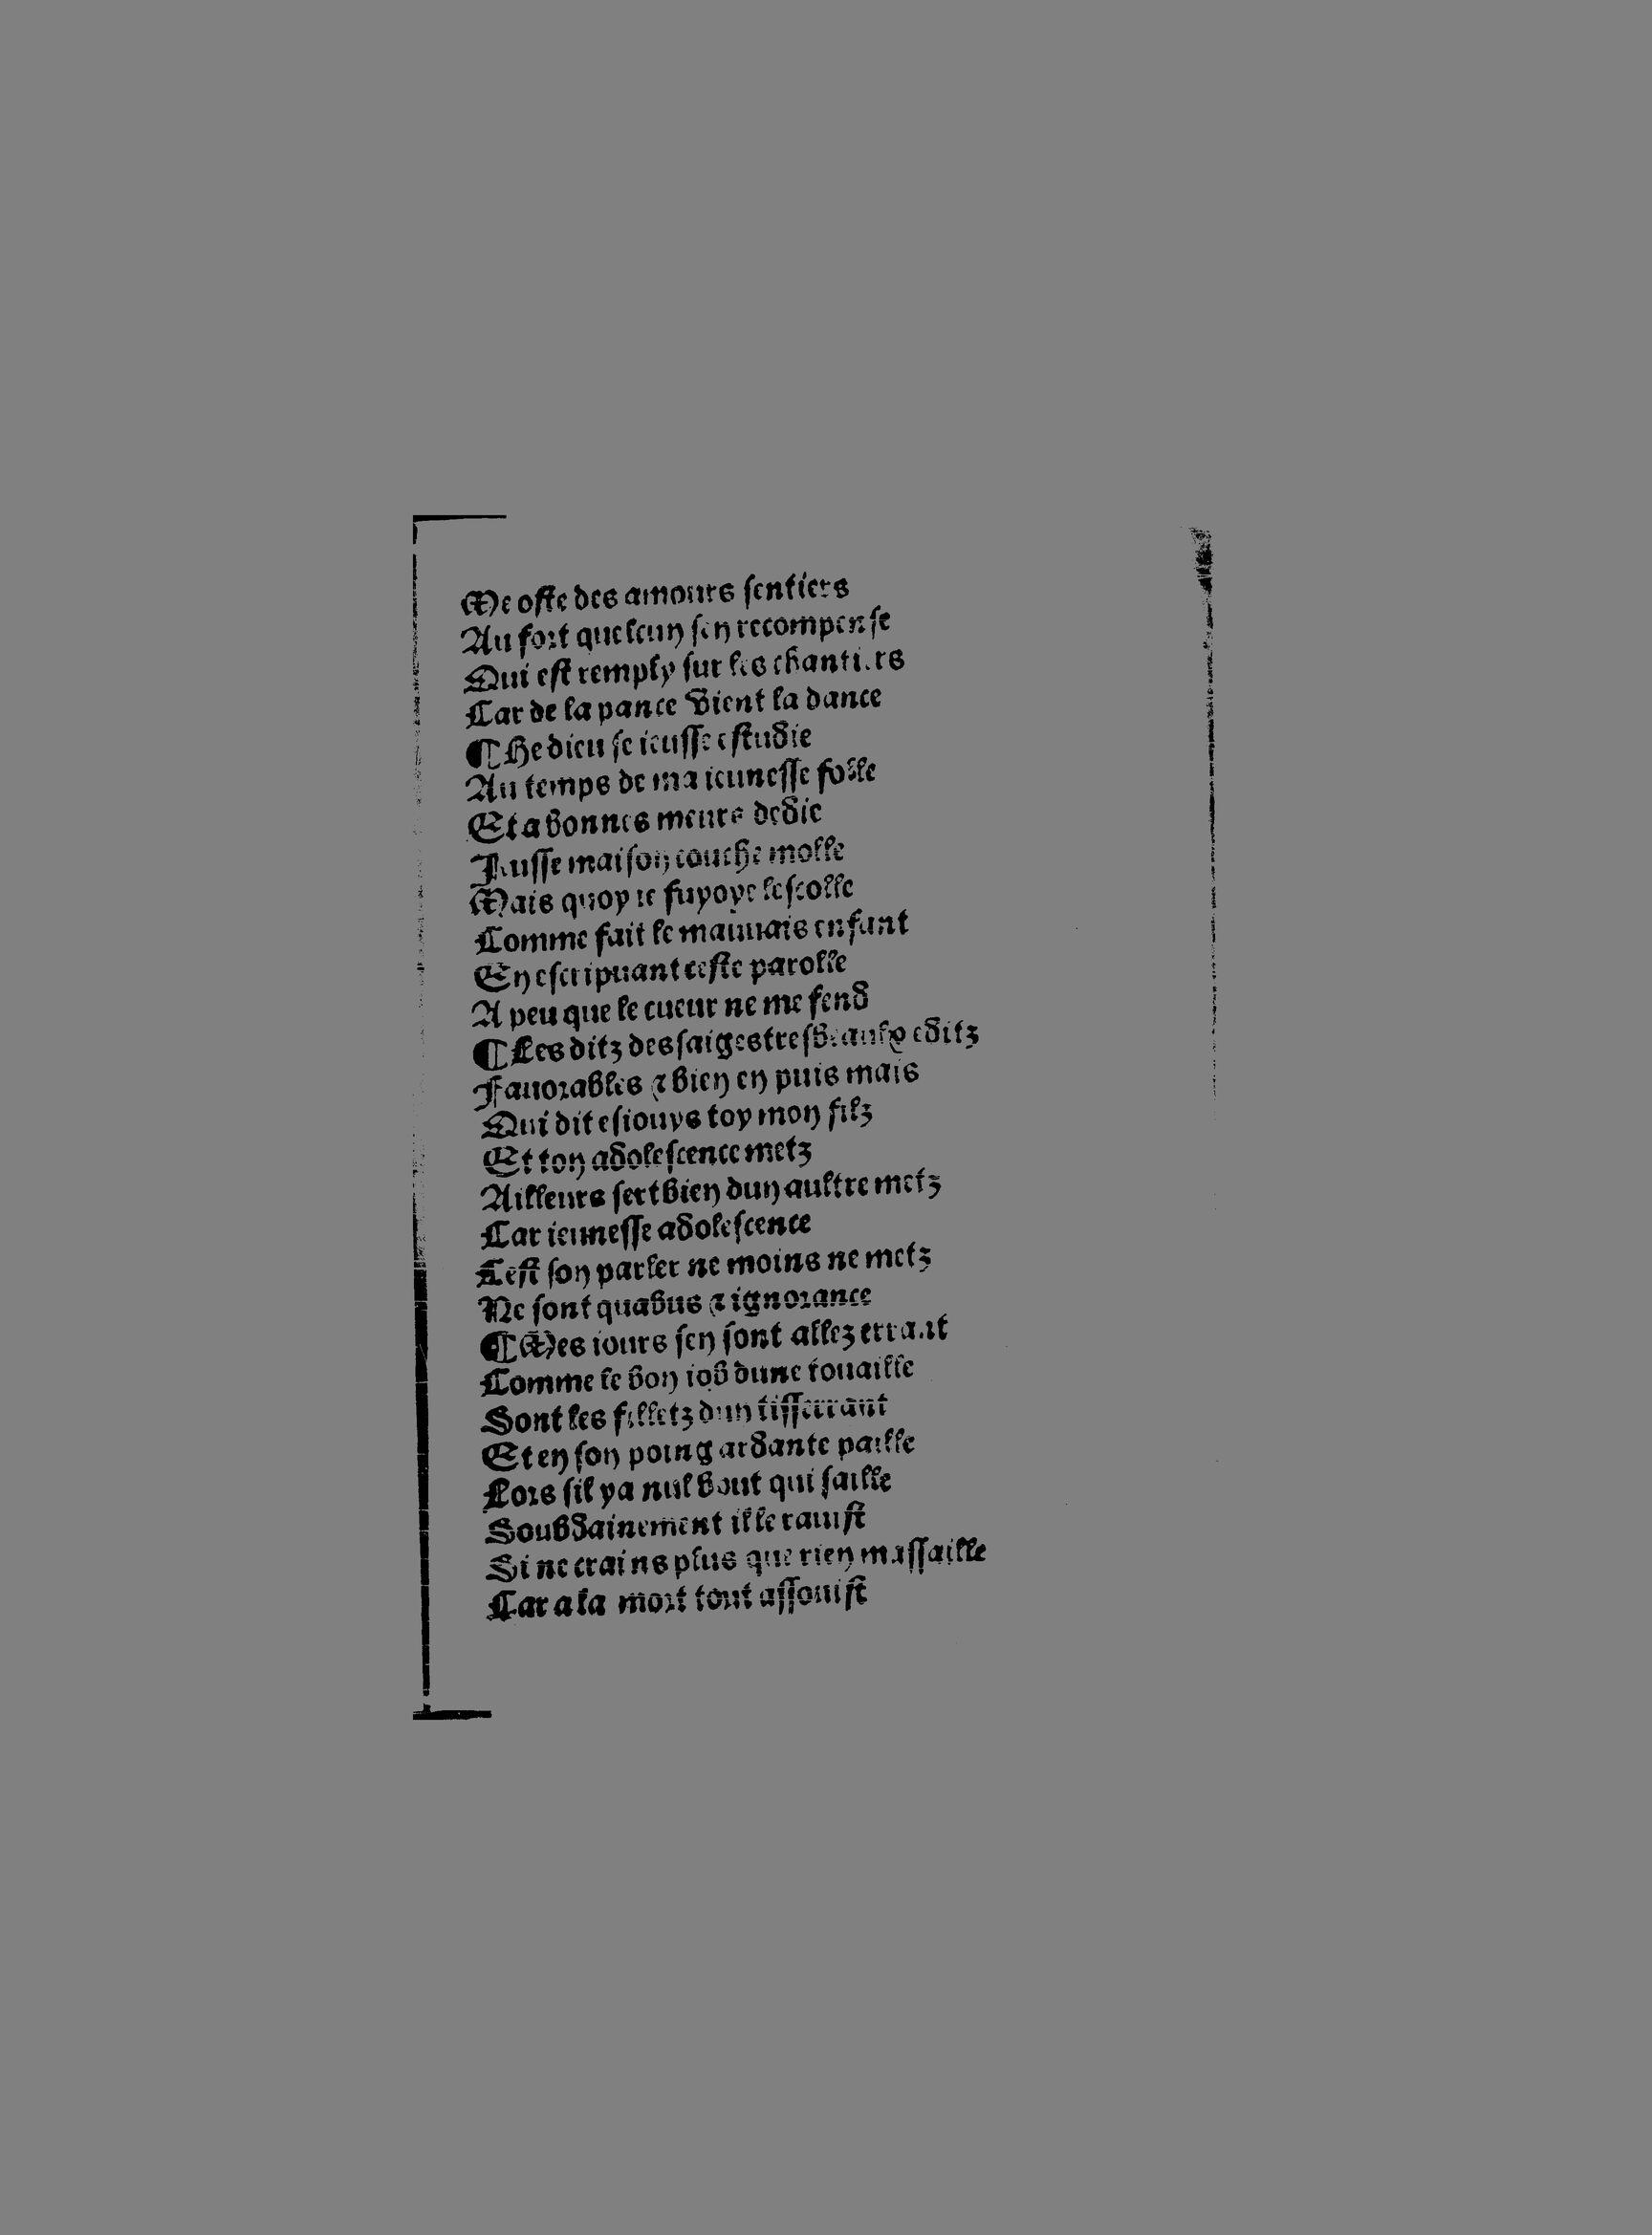 Me oste des amours sentiers
Au fort quelcun sen recompense
Qui est remply sur les chantiers
Car de la pance vient la dance
¶ He dieu se ieusse estudie
Au temps de ma ieunesse folle
Et a bonnes meurs dedie
Jeusse maison couche molle
Mais quoy ie fuyoye lescolle
Comme fait le mauuais enfant
En escripuant ceste parolle
A peu que le cueur ne me fend
¶ Les ditz des saiges tresbeaulx editz
Fauorables ⁊ bien en puis mais
Qui dit esiouys toy mon filz
Et ton adolescence metz
Ailleurs sert bien dun aultre metz
Car ieunesse adolescence
Cest son parler ne moins ne metz
Ne sont quabus ⁊ ignorance
¶ Mes iours sen sont allez errant
Comme le bon iob dune touaille
Sont les filletz dun tisserrant
Et en son poing ardante paille
Lors sil ya nul bout qui saille
Soubdainement il le rauist
Si ne crains plus que rien massaille
Car a la mort tout assouist